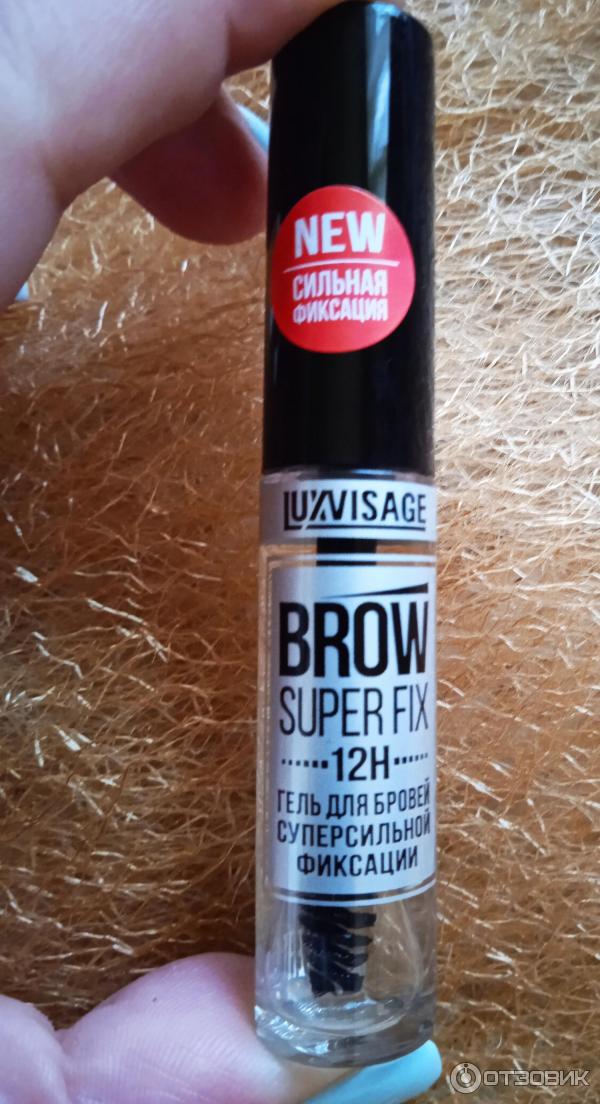 NEW
СИЛЬНАЯ
ФИКСАЦИЯ
LUXVISAGE
BROW
SUPER FIX
12H
ГЕЛЬ ДЛЯ БРОВЕЙ
СУПЕРСИЛЬНОЙ
ФИКСАЦИИ
ОТЗОВИК